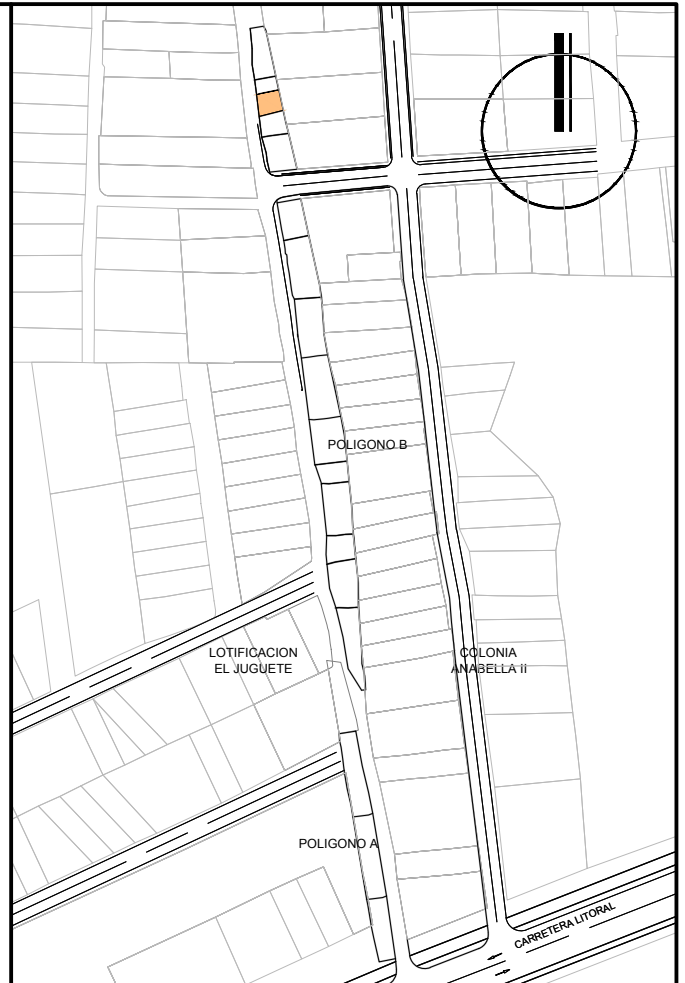 POLIGONO B
LOTIFICACION
EL JUGUETE
COLONIA
ANABELLA II
POLIGONO A
CARRETERA LITORAL